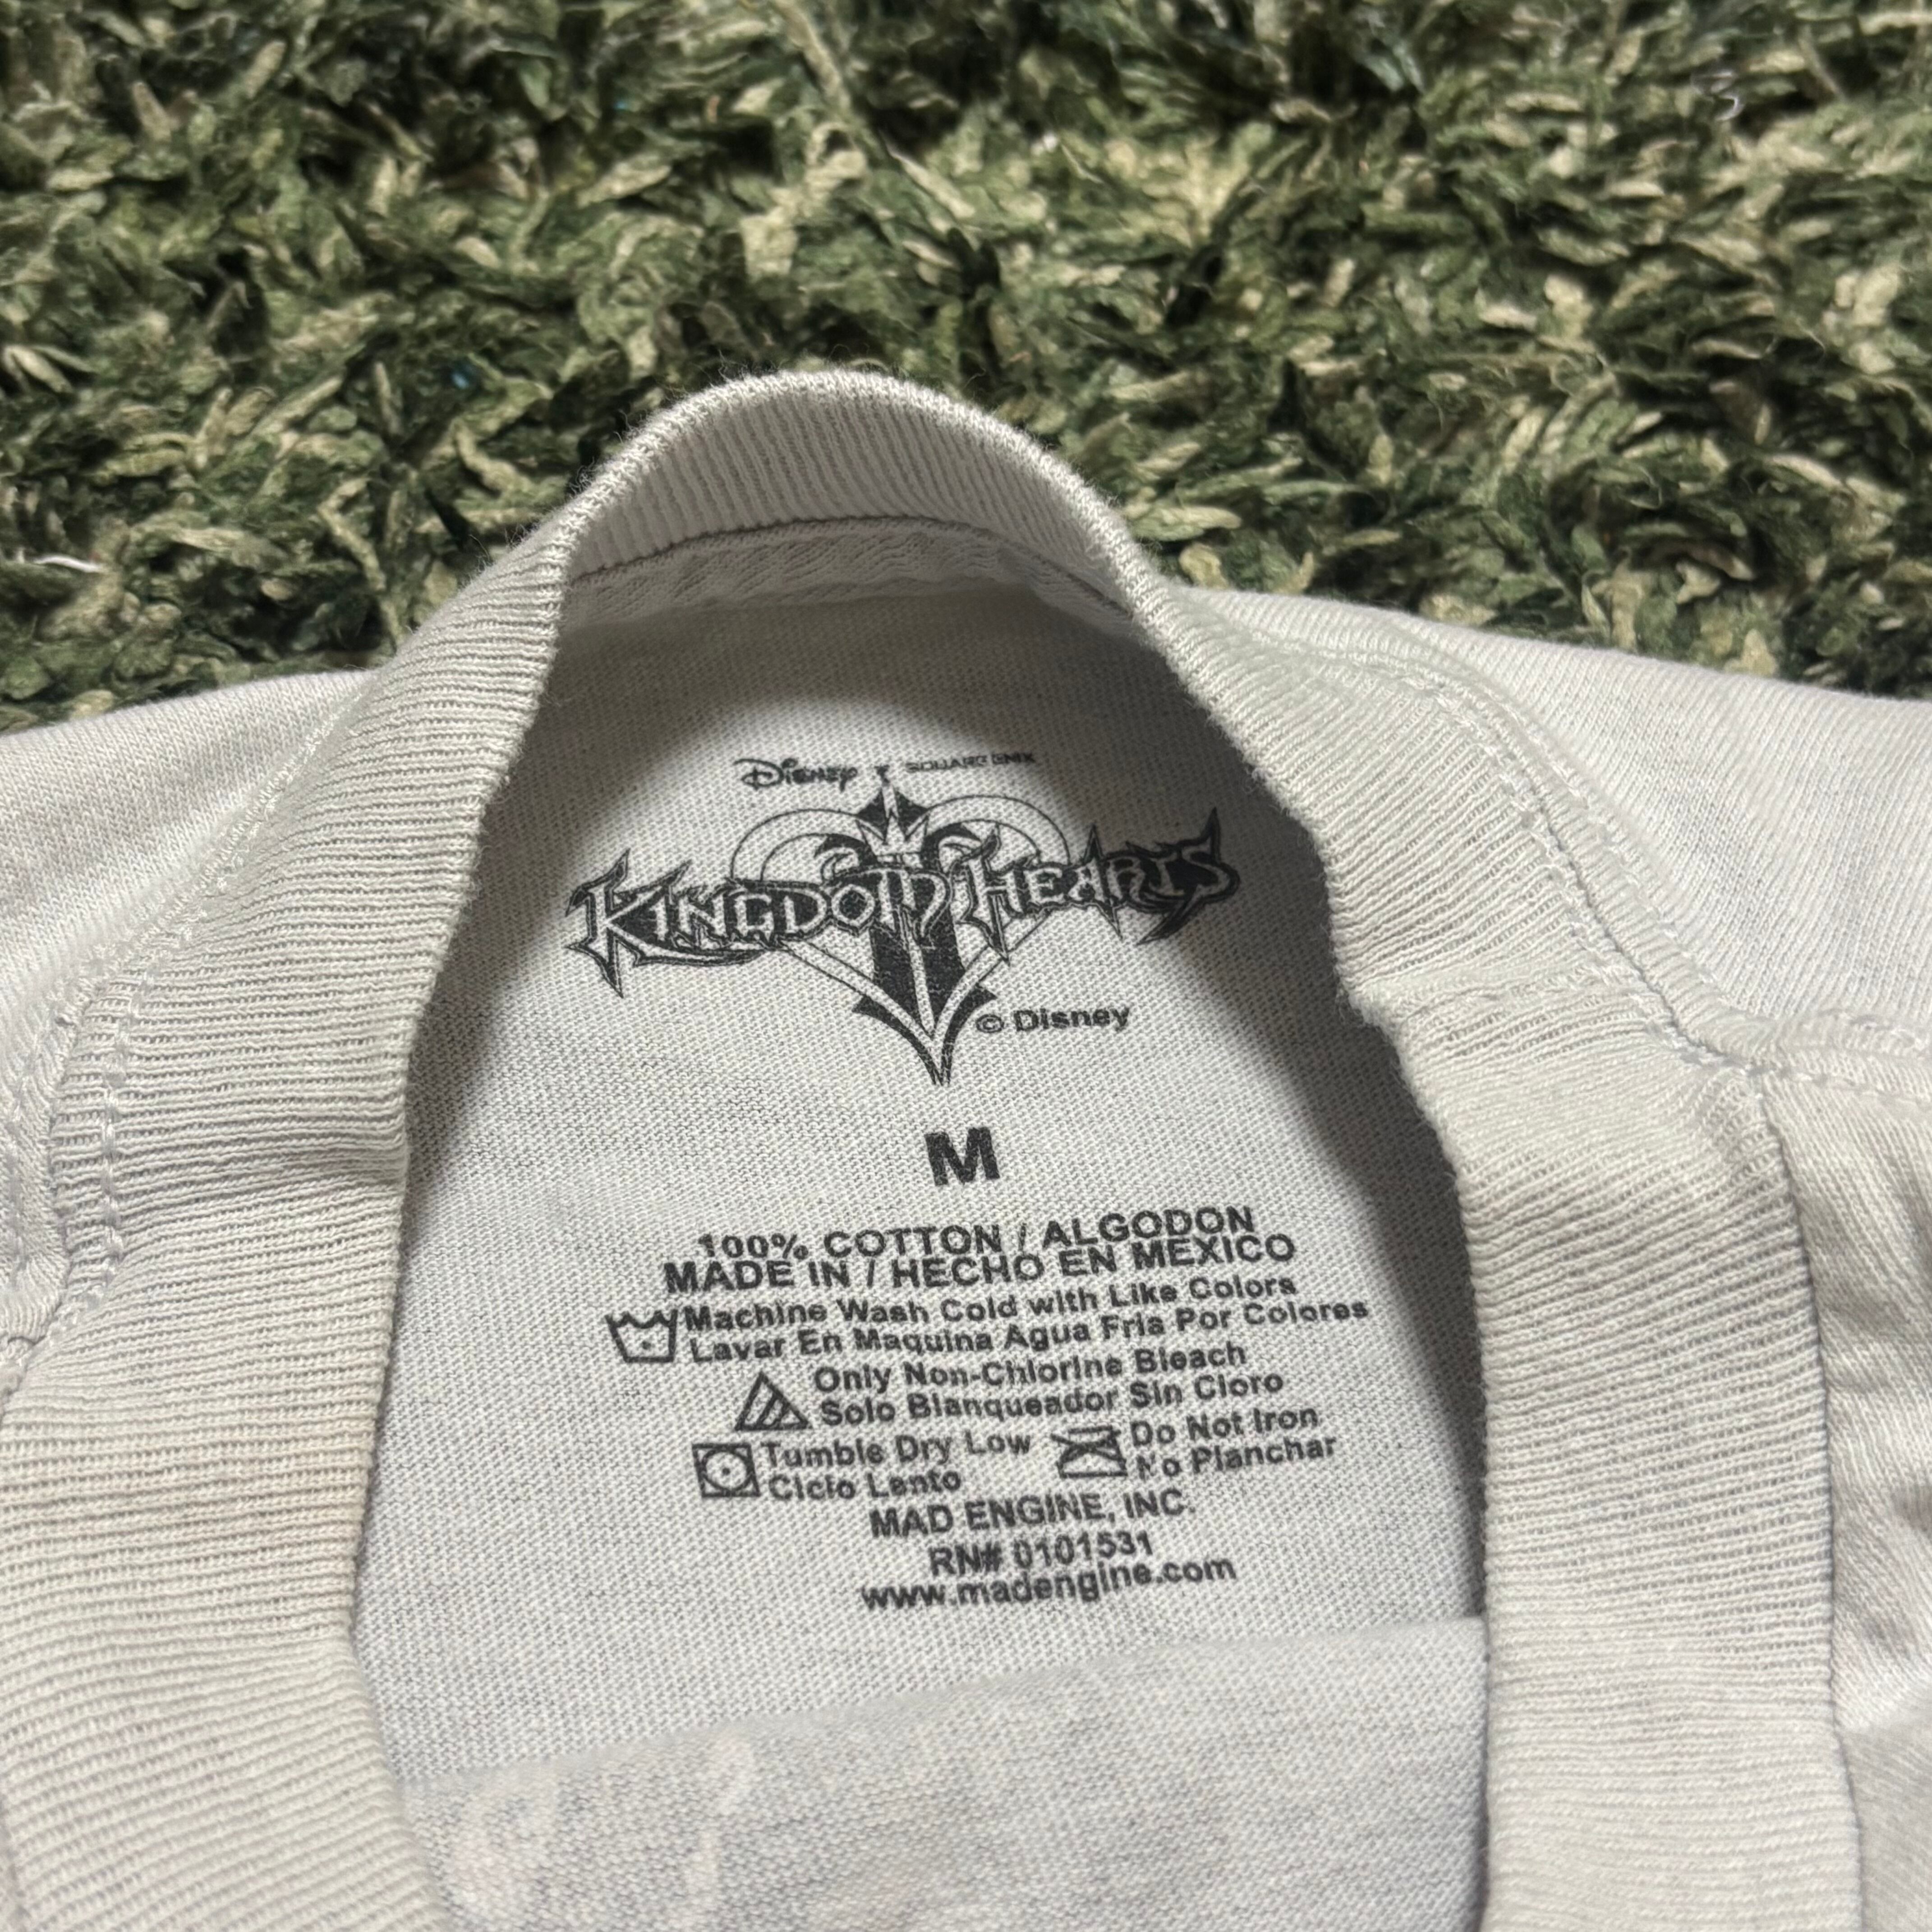 Disney SQUARE ENIX
KINGDOM HEARTS
II
© Disney
M
100% COTTON / ALGODON
MADE IN / HECHO EN MEXICO
Machine Wash Cold with Like Colors
Lavar En Maquina Agua Fria Por Colores
Only Non-Chlorine Bleach
Solo Blanqueador Sin Cloro
Tumble Dry Low Do Not Iron
Ciclo Lento No Planchar
MAD ENGINE, INC.
RN# 0101531
www.madengine.com